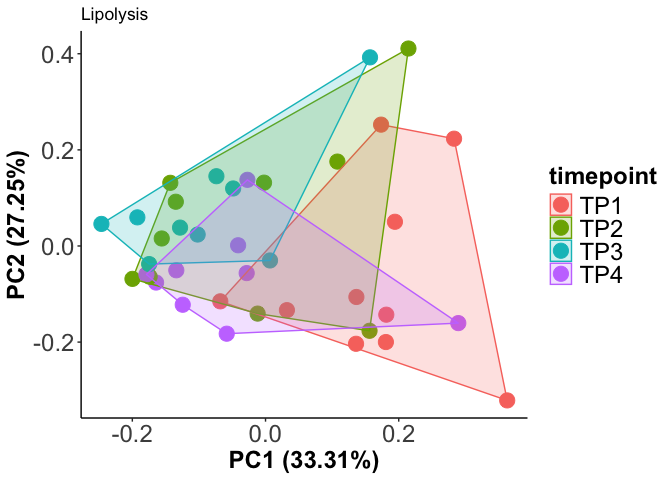 Lipolysis
0.4
0.2
0.0
-0.2
PC2 (27.25%)
-0.2
0.0
0.2
PC1 (33.31%)
timepoint
TP1
TP2
TP3
TP4